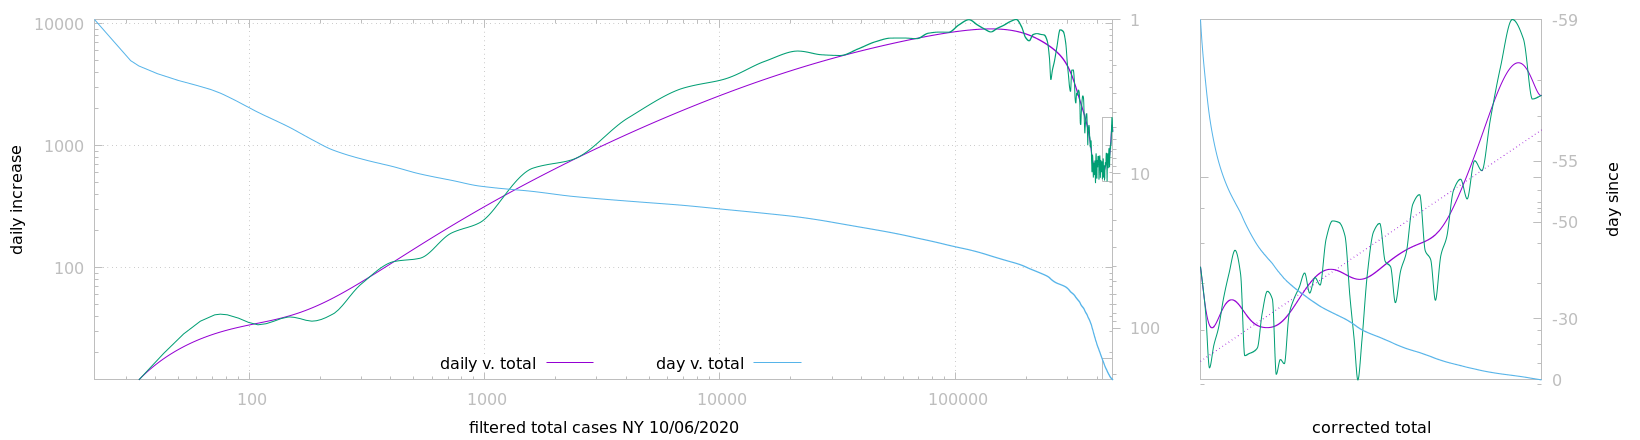 10000
1000
100
daily increase
100
1000
10000
100000
filtered total cases NY 10/06/2020
daily v. total
day v. total
1
10
100
-59
-55
-50
-30
0
day since
corrected total